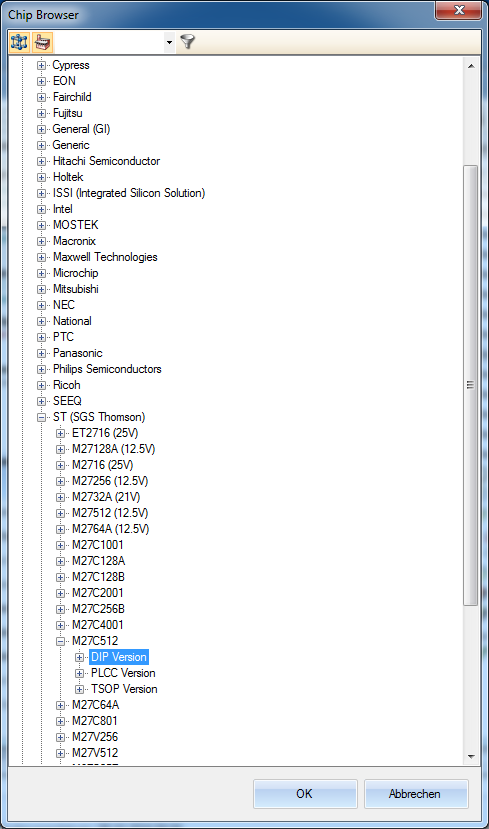 Chip Browser
Cypress
EON
Fairchild
Fujitsu
General (GI)
Generic
Hitachi Semiconductor
Holtek
ISSI (Integrated Silicon Solution)
Intel
MOSTEK
Macronix
Maxwell Technologies
Microchip
Mitsubishi
NEC
National
PTC
Panasonic
Philips Semiconductors
Ricoh
SEEQ
ST (SGS Thomson)
ET2716 (25V)
M27128A (12.5V)
M2716 (25V)
M27256 (12.5V)
M2732A (21V)
M27512 (12.5V)
M2764A (12.5V)
M27C1001
M27C128A
M27C128B
M27C2001
M27C256B
M27C4001
M27C512
DIP Version
PLCC Version
TSOP Version
M27C64A
M27C801
M27V256
M27V512
OK Abbrechen